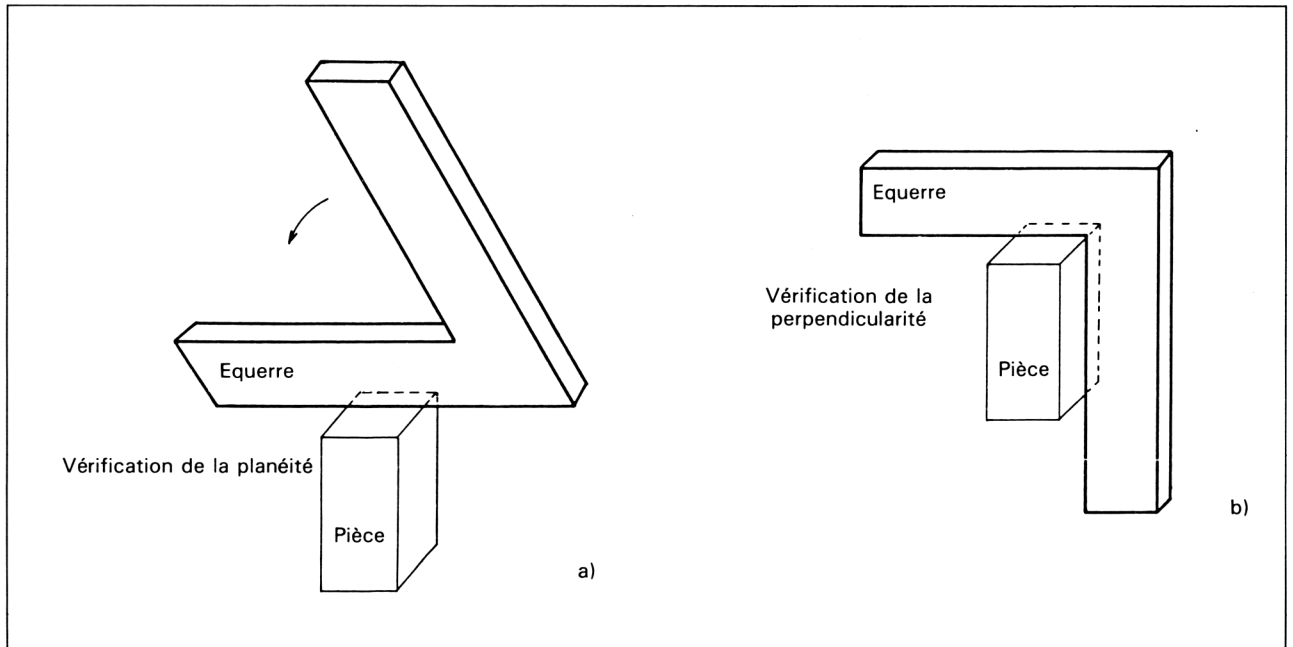 Equerre
Vérification de la planéité
Pièce
a)
Equerre
Vérification de la
perpendicularité
Pièce
b)